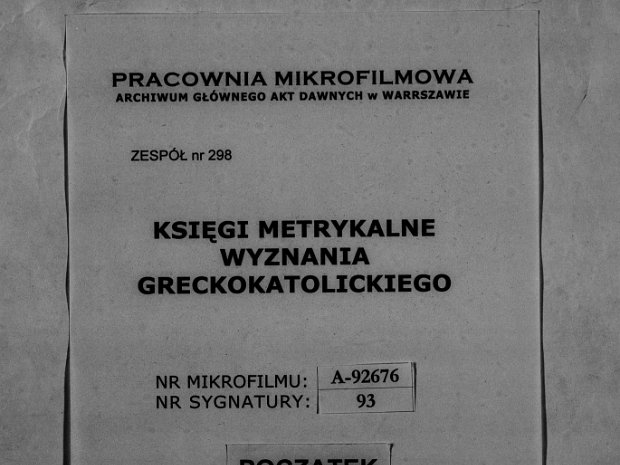 PRACOWNIA MIKROFILMOWA
ARCHIWUM GŁÓWNEGO AKT DAWNYCH w WARRSZAWIE
ZESPÓŁ nr 298
KSIĘGI METRYKALNE
WYZNANIA
GRECKOKATOLICKIEGO
NR MIKROFILMU: A-92676
NR SYGNATURY: 93
POCZĄTEK